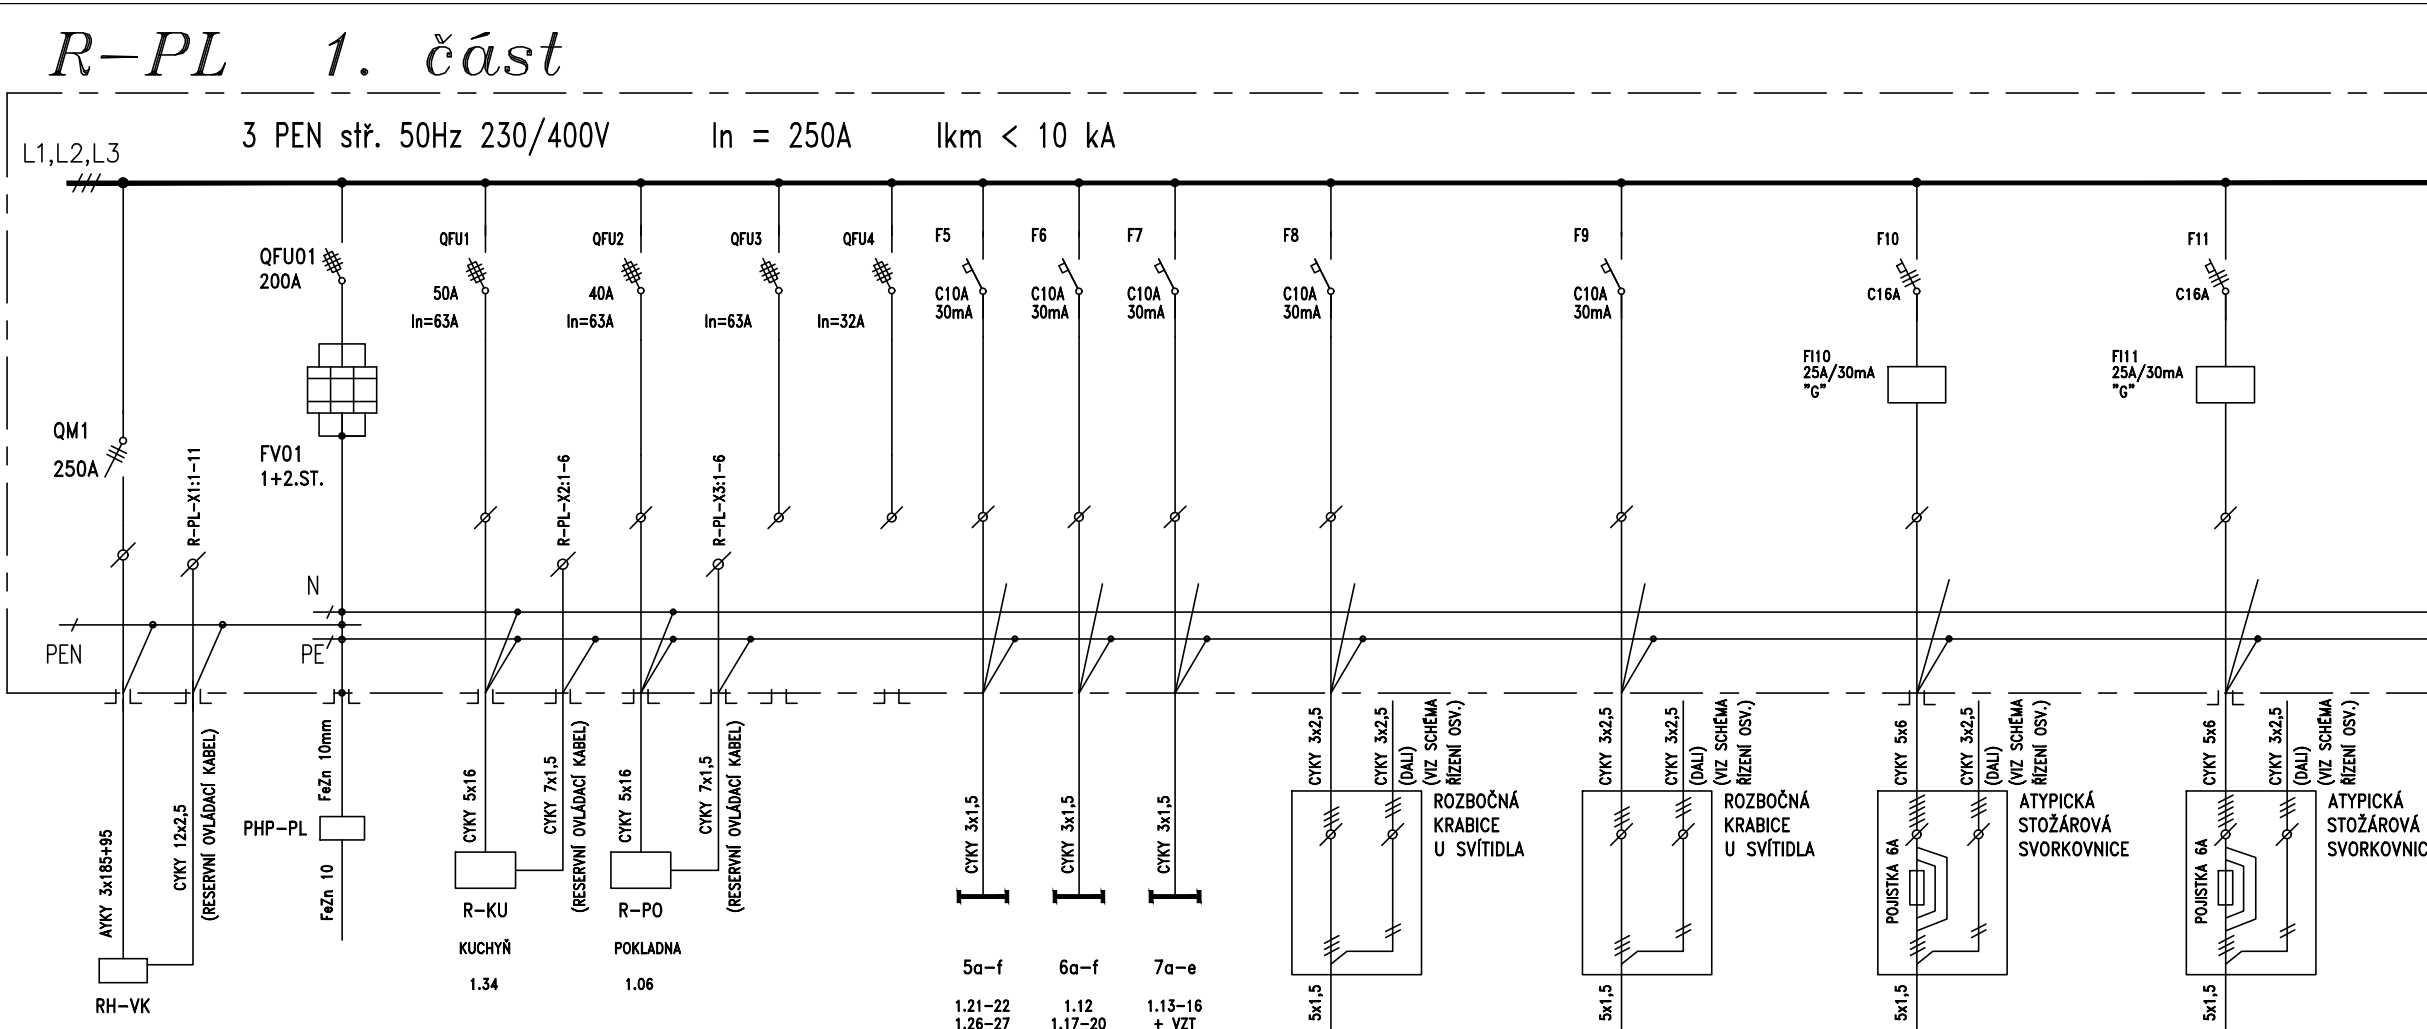 R-PL 1. část
3 PEN stř. 50Hz 230/400V In = 250A Ikm < 10 kA
L1,L2,L3
QM1
250A
R-PL-X1:1-11
QFU01
200A
FV01
1+2.ST.
QFU1
50A
In=63A
R-PL-X2:1-6
QFU2
40A
In=63A
R-PL-X3:1-6
QFU3
In=63A
QFU4
In=32A
F5
C10A
30mA
F6
C10A
30mA
F7
C10A
30mA
F8
C10A
30mA
F9
C10A
30mA
F10
C16A
FI10
25A/30mA
"G"
F11
C16A
FI11
25A/30mA
"G"
N
PEN
PE
AYKY 3x185+95
CYKY 12x2,5
(RESERVNÍ OVLÁDACÍ KABEL)
RH-VK
FeZn 10mm
PHP-PL
FeZn 10
CYKY 5x16
CYKY 7x1,5
(RESERVNÍ OVLÁDACÍ KABEL)
R-KU
KUCHYŇ
1.34
CYKY 5x16
CYKY 7x1,5
(RESERVNÍ OVLÁDACÍ KABEL)
R-PO
POKLADNA
1.06
CYKY 3x1,5
5a-f
1.21-22
1.26-27
CYKY 3x1,5
6a-f
1.12
1.17-20
CYKY 3x1,5
7a-e
1.13-16
+ VZT
CYKY 3x2,5
CYKY 3x2,5
(DALI)
(VIZ SCHÉMA
ŘÍZENÍ OSV.)
ROZBOČNÁ
KRABICE
U SVÍTIDLA
5x1,5
CYKY 3x2,5
CYKY 3x2,5
(DALI)
(VIZ SCHÉMA
ŘÍZENÍ OSV.)
ROZBOČNÁ
KRABICE
U SVÍTIDLA
5x1,5
CYKY 5x6
CYKY 3x2,5
(DALI)
(VIZ SCHÉMA
ŘÍZENÍ OSV.)
POJISTKA 6A
ATYPICKÁ
STOŽÁROVÁ
SVORKOVNICE
5x1,5
CYKY 5x6
CYKY 3x2,5
(DALI)
(VIZ SCHÉMA
ŘÍZENÍ OSV.)
POJISTKA 6A
ATYPICKÁ
STOŽÁROVÁ
SVORKOVNIC
5x1,5